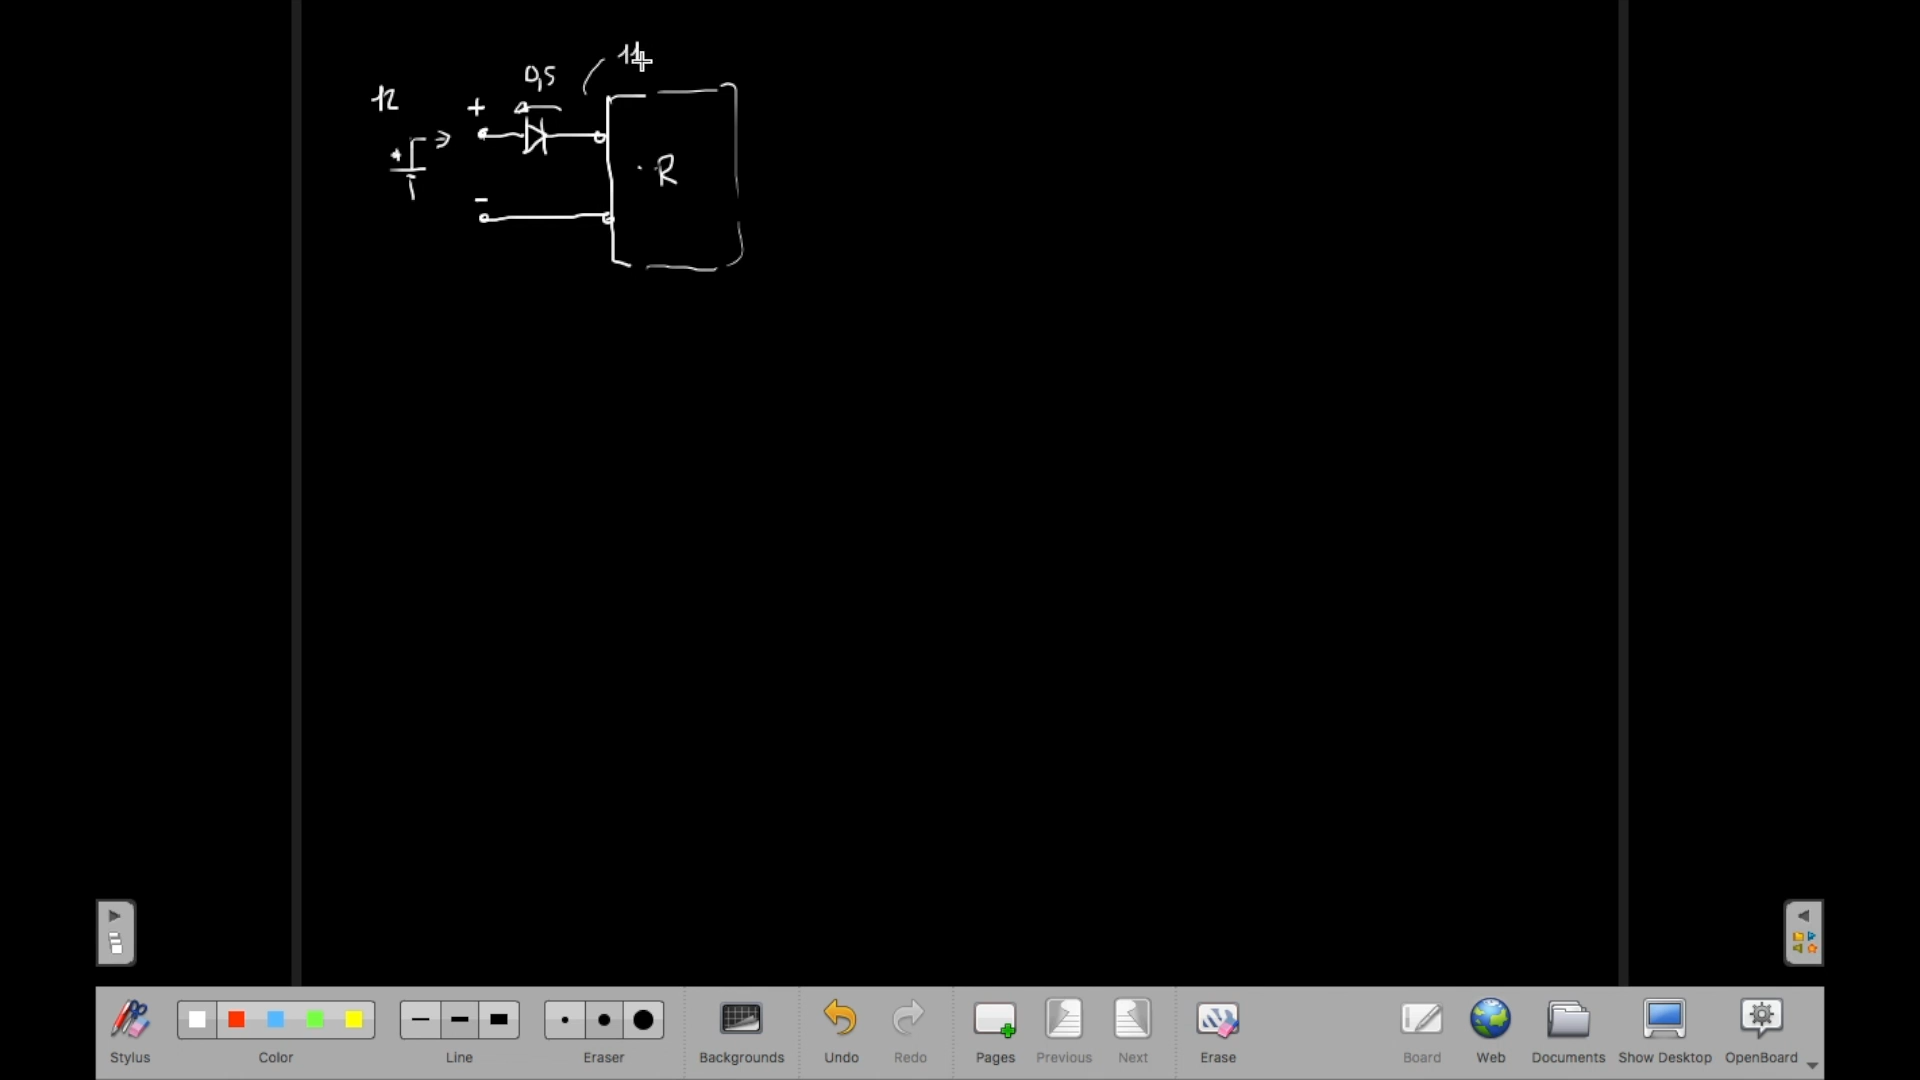 11
0,5
12
+
+
R
-
Stylus
Color
Line
Eraser
Backgrounds
Undo
Redo
Pages
Previous
Next
Erase
Board
Web
Documents
Show Desktop
OpenBoard